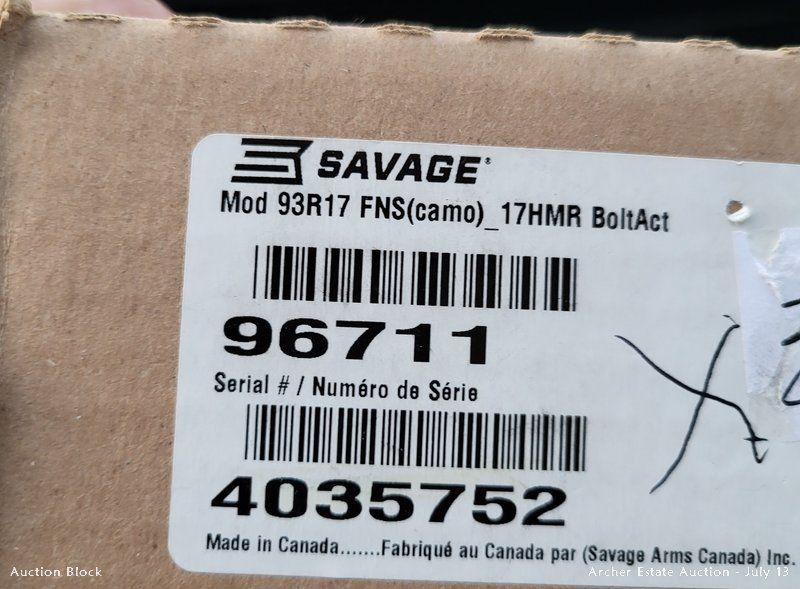 SAVAGE®
Mod 93R17 FNS(camo)_17HMR BoltAct
96711
Serial # / Numéro de Série
4035752
Made in Canada.......Fabriqué au Canada par (Savage Arms Canada) Inc.
X
Auction Block
Archer Estate Auction - July 13